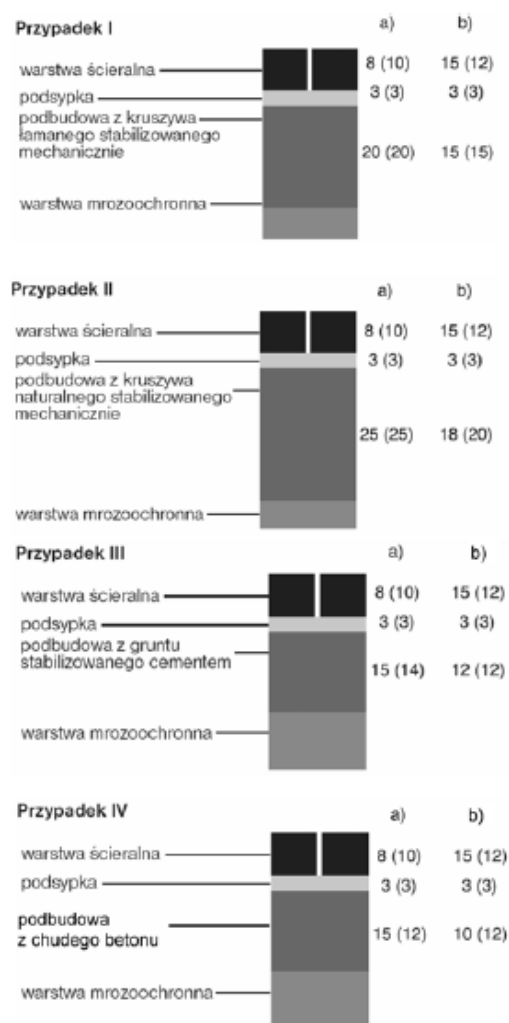 Przypadek I
a) b)
warstwa ścieralna 8 (10) 15 (12)
podsypka 3 (3) 3 (3)
podbudowa z kruszywa
łamanego stabilizowanego
mechanicznie 20 (20) 15 (15)
warstwa mrozoochronna
Przypadek II
a) b)
warstwa ścieralna 8 (10) 15 (12)
podsypka 3 (3) 3 (3)
podbudowa z kruszywa
naturalnego stabilizowanego
mechanicznie
25 (25) 18 (20)
warstwa mrozoochronna
Przypadek III a) b)
warstwa ścieralna 8 (10) 15 (12)
podsypka 3 (3) 3 (3)
podbudowa z gruntu
stabilizowanego cementem 15 (14) 12 (12)
warstwa mrozoochronna
Przypadek IV a) b)
warstwa ścieralna 8 (10) 15 (12)
podsypka 3 (3) 3 (3)
podbudowa
z chudego betonu 15 (12) 10 (12)
warstwa mrozoochronna